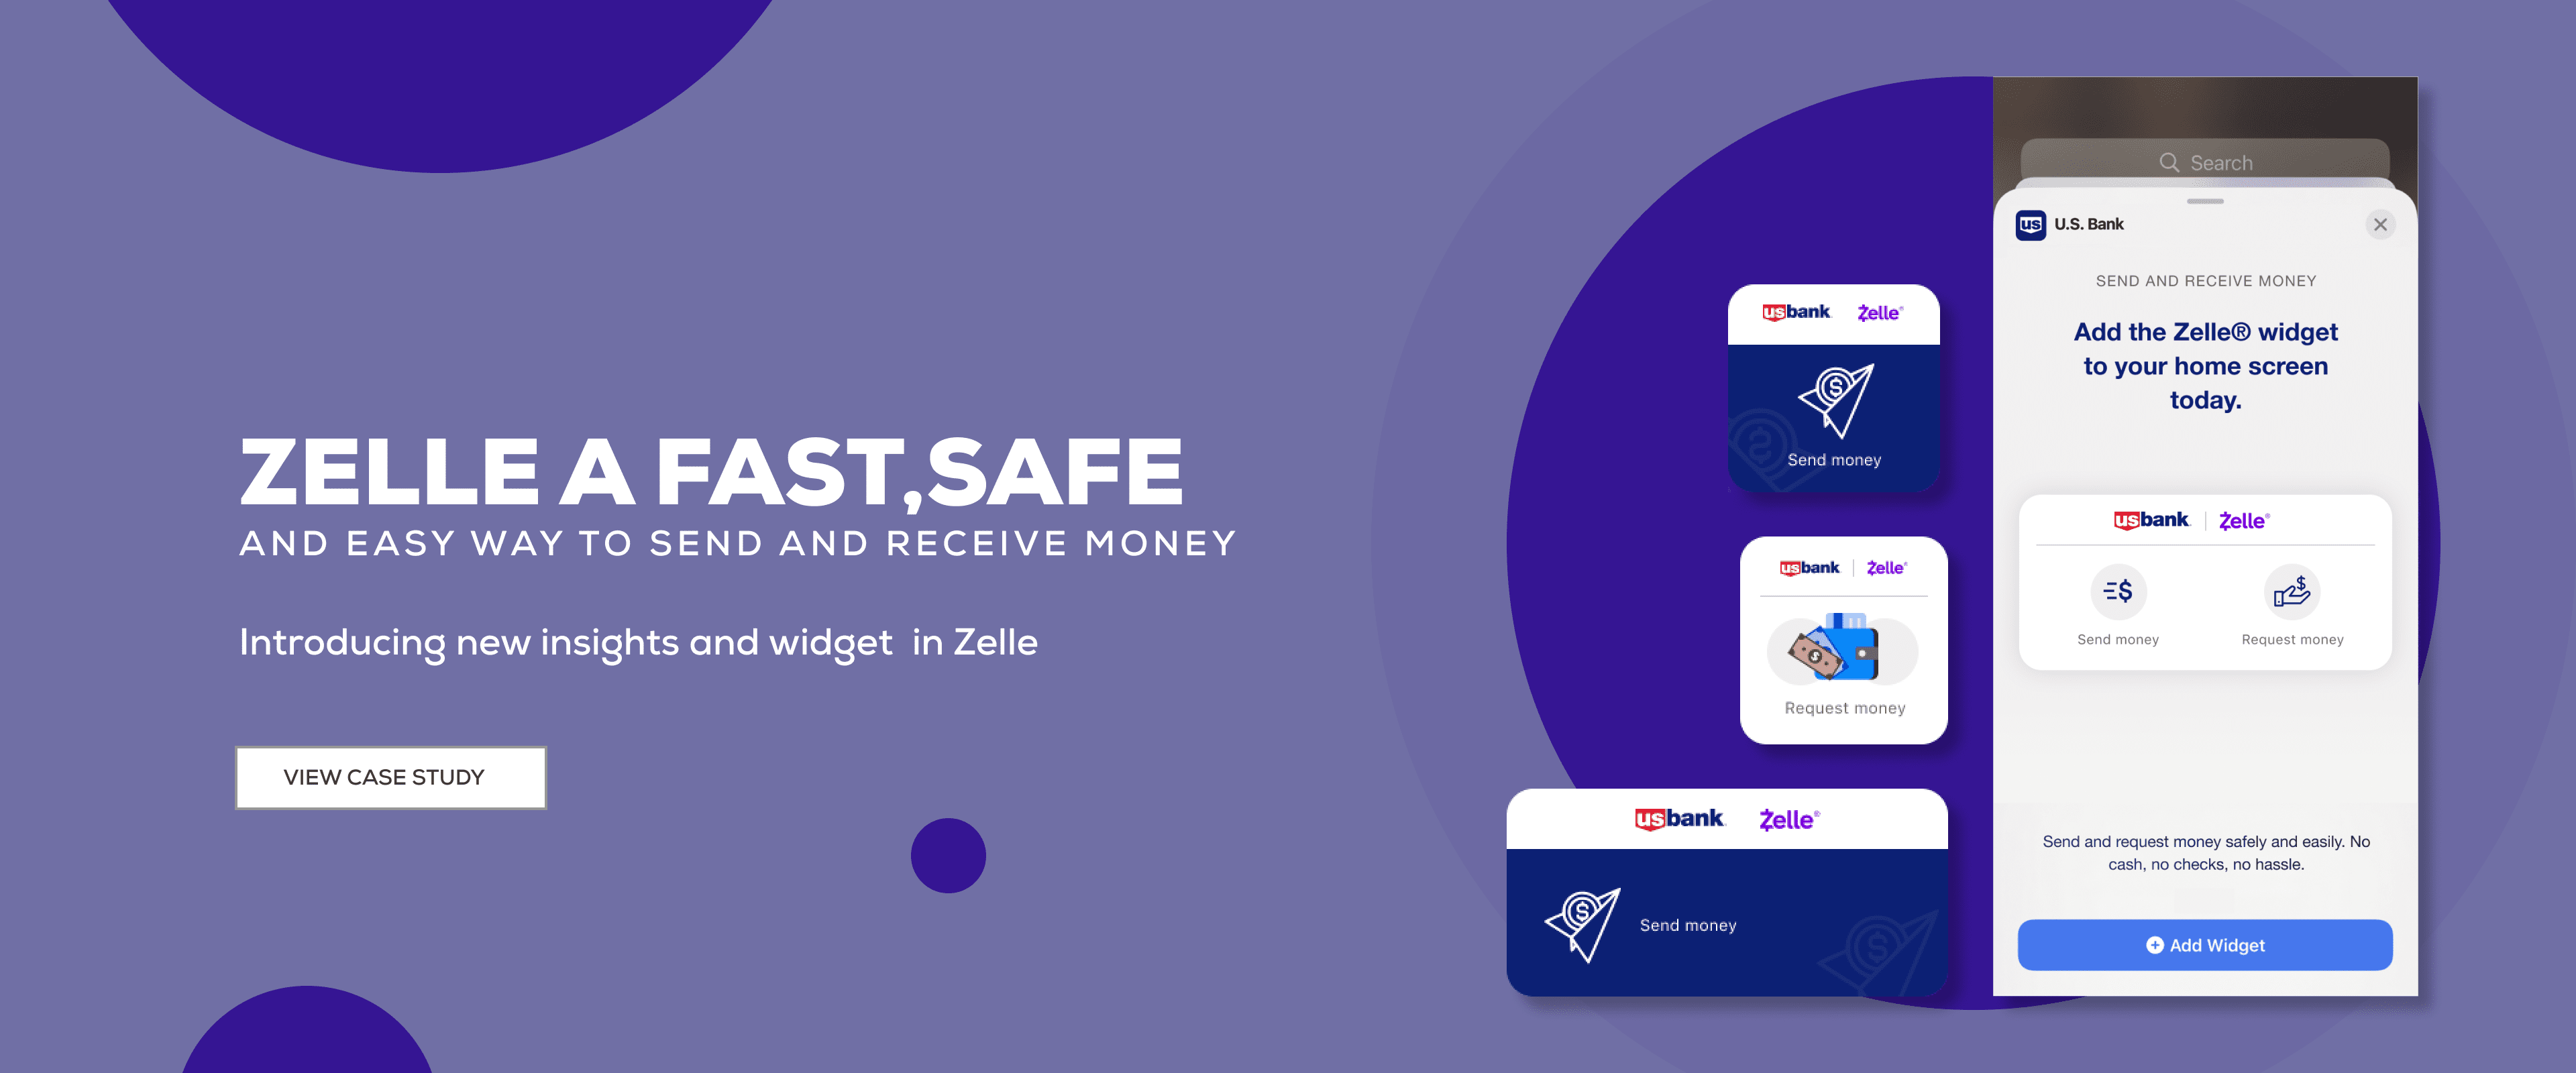 ZELLE A FAST,SAFE
AND EASY WAY TO SEND AND RECEIVE MONEY
Introducing new insights and widget in Zelle
VIEW CASE STUDY
usbank Zelle®
Send money
usbank Zelle®
Request money
usbank Zelle®
Send money
Search
us U.S. Bank
SEND AND RECEIVE MONEY
Add the Zelle® widget
to your home screen
today.
usbank Zelle®
Send money Request money
Send and request money safely and easily. No
cash, no checks, no hassle.
Add Widget